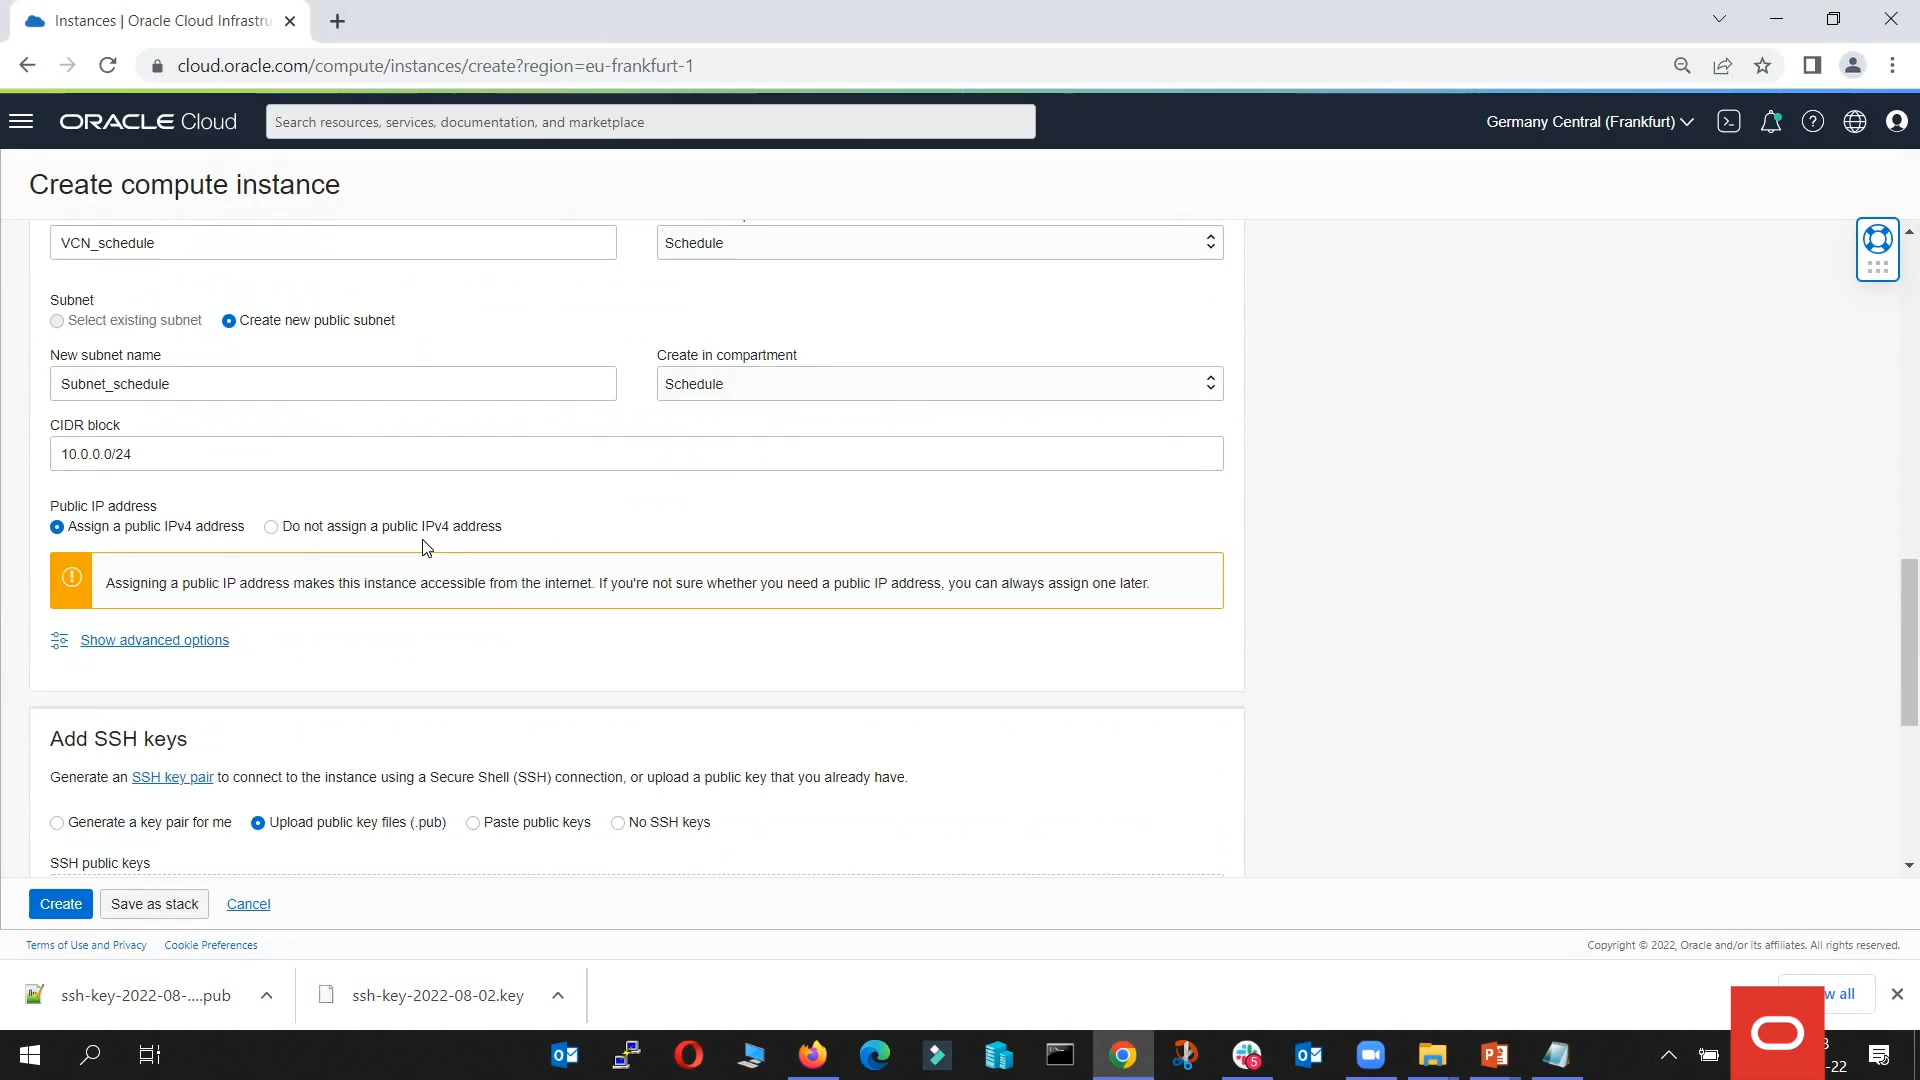 Instances | Oracle Cloud Infrastru
cloud.oracle.com/compute/instances/create?region=eu-frankfurt-1
ORACLE Cloud
Search resources, services, documentation, and marketplace
Germany Central (Frankfurt)
Create compute instance
VCN_schedule
Schedule
Subnet
Select existing subnet
Create new public subnet
New subnet name
Create in compartment
Subnet_schedule
Schedule
CIDR block
10.0.0.0/24
Public IP address
Assign a public IPv4 address
Do not assign a public IPv4 address
Assigning a public IP address makes this instance accessible from the internet. If you're not sure whether you need a public IP address, you can always assign one later.
Show advanced options
Add SSH keys
Generate an SSH key pair to connect to the instance using a Secure Shell (SSH) connection, or upload a public key that you already have.
Generate a key pair for me
Upload public key files (.pub)
Paste public keys
No SSH keys
SSH public keys
Create
Save as stack
Cancel
Terms of Use and Privacy
Cookie Preferences
Copyright © 2022, Oracle and/or its affiliates. All rights reserved.
ssh-key-2022-08-....pub
ssh-key-2022-08-02.key
all
5
-22